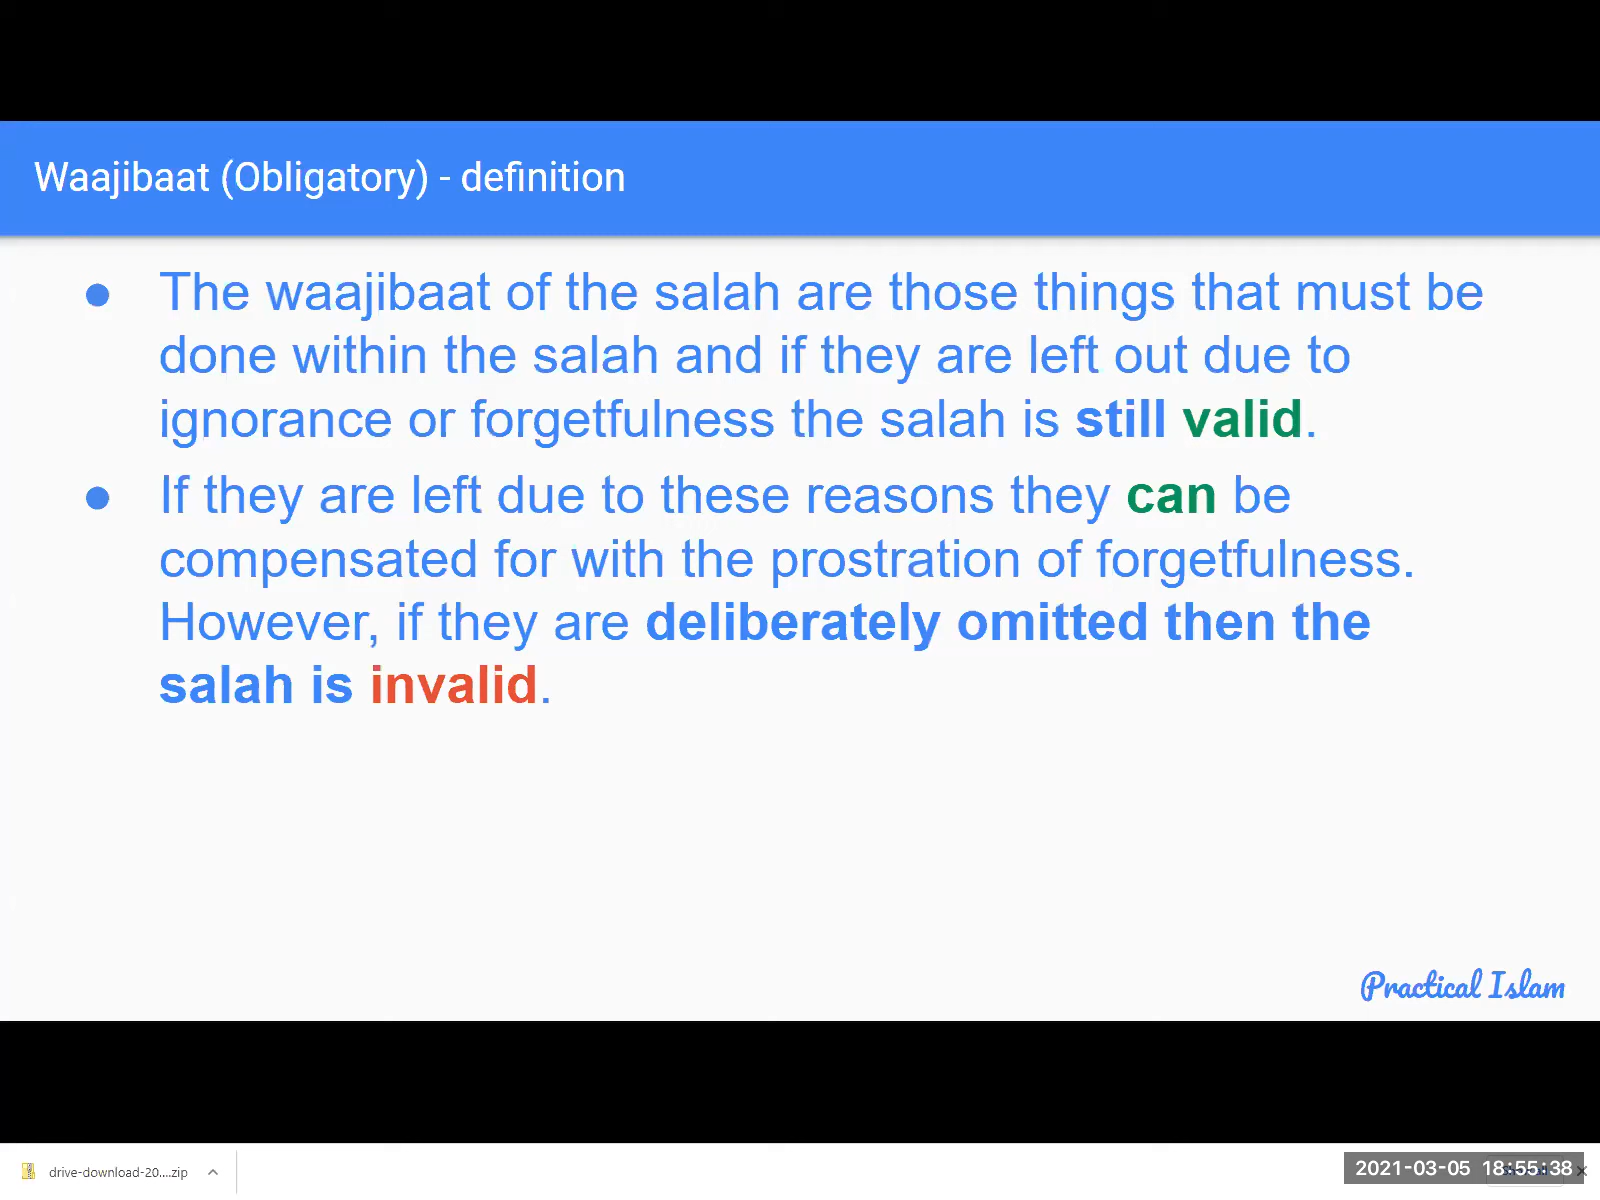 Waajibaat (Obligatory) - definition
● The waajibaat of the salah are those things that must be
done within the salah and if they are left out due to
ignorance or forgetfulness the salah is still valid.
● If they are left due to these reasons they can be
compensated for with the prostration of forgetfulness.
However, if they are deliberately omitted then the
salah is invalid.
Practical Islam
drive-download-20....zip
2021-03-05 18:55:38